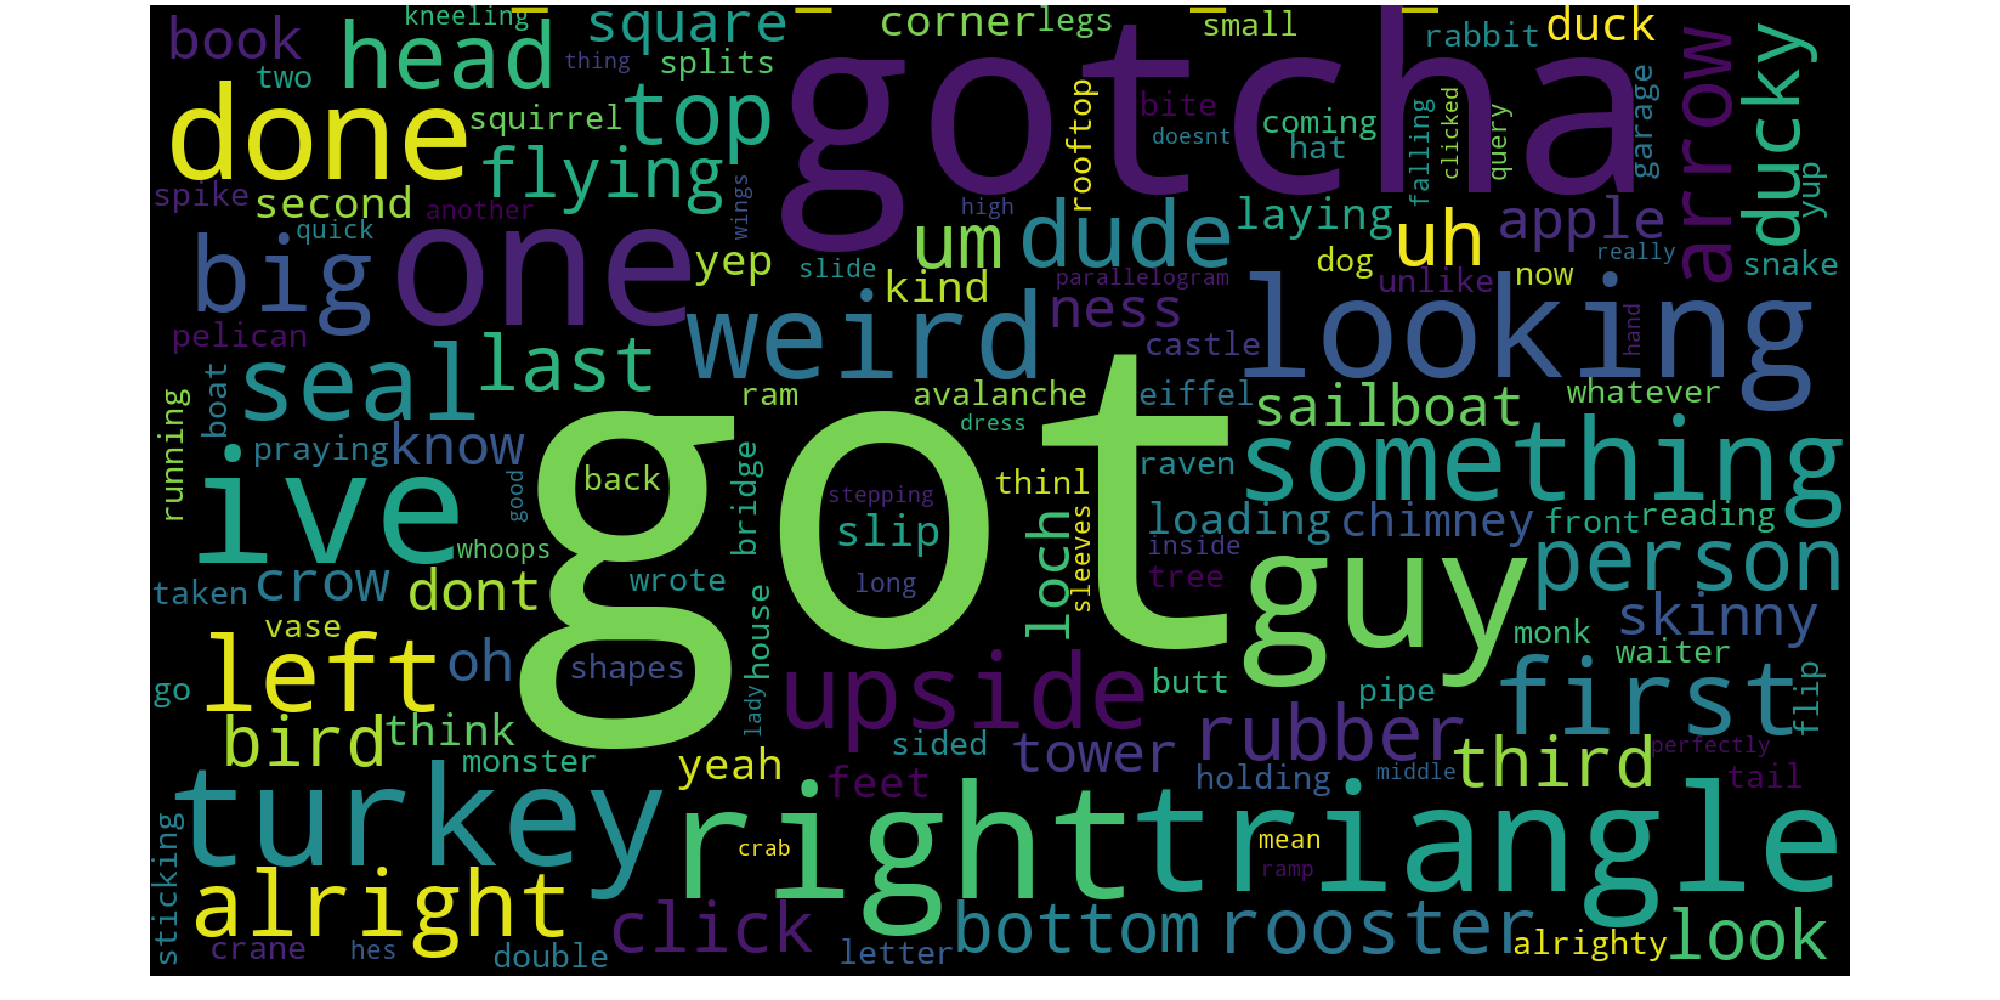 kneeling
square
corner
legs
small
gotcha
rabbit
duck
book
head
two
thing
splits
arrow
ducky
done
squirrel
top
rooftop
bite
doesnt
coming
hat
falling
clicked
query
garage
yup
flying
spike
second
another
wings
high
laying
apple
quick
big
one
yep
um
dude
uh
slide
kind
parallelogram
dog
unlike
now
really
snake
pelican
weird
ness
castle
looking
hand
seal
last
ram
avalanche
eiffel
whatever
running
boat
dress
sailboat
praying
know
good
back
bridge
stepping
thinl
raven
something
ive
got
slip
loch
sleeves
loading
chimney
front
reading
whoops
inside
guy
person
taken
crow
dont
wrote
long
house
tree
skinny
vase
monk
waiter
left
oh
shapes
lady
upside
butt
first
flip
go
pipe
bird
think
sided
tower
rubber
third
perfectly
monster
yeah
feet
holding
middle
tail
turkey
right
triangle
crab
mean
ramp
sticking
alright
click
bottom
rooster
look
crane
hes
double
letter
alrighty